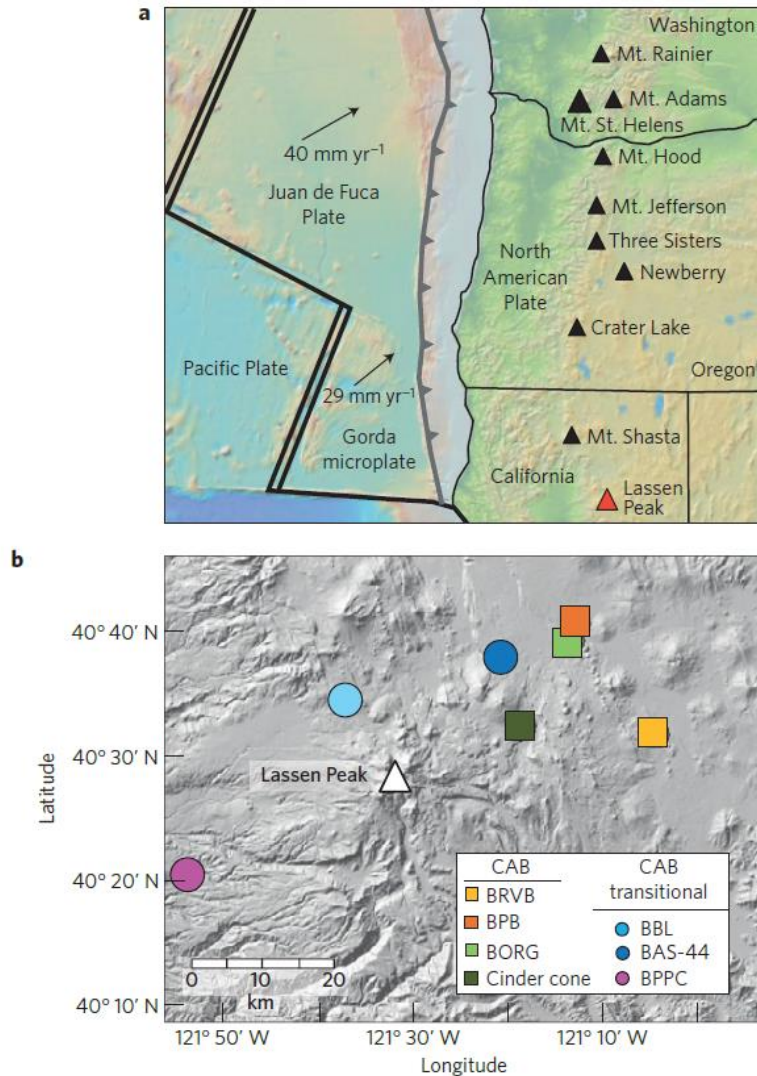 a
Washington
Mt. Rainier
Mt. Adams
Mt. St. Helens
Mt. Hood
40 mm yr⁻¹
Juan de Fuca
Plate
Mt. Jefferson
Three Sisters
North
American
Plate
Newberry
Crater Lake
Pacific Plate
Oregon
29 mm yr⁻¹
Gorda
microplate
Mt. Shasta
California
Lassen
Peak
b
40° 40′ N
40° 30′ N
40° 20′ N
40° 10′ N
Latitude
Lassen Peak
CAB
BRVB
BPB
BORG
Cinder cone
CAB
transitional
BBL
BAS-44
BPPC
0 10 20
km
121° 50′ W 121° 30′ W 121° 10′ W
Longitude